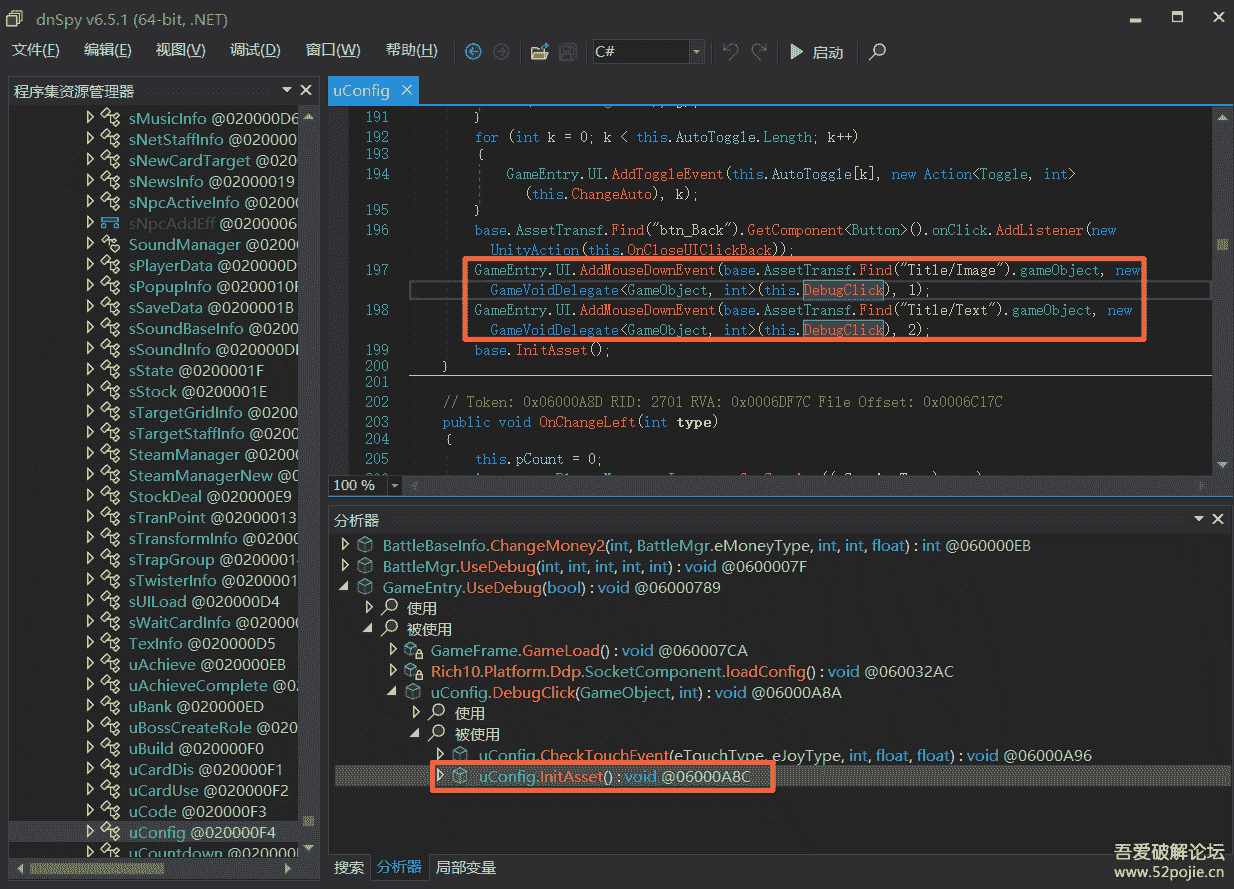 dnSpy v6.5.1 (64-bit, .NET)
文件(F) 编辑(E) 视图(V) 调试(D) 窗口(W) 帮助(H) C# 启动
程序集资源管理器
sMusicInfo @020000D6
sNetStaffInfo @020000
sNewCardTarget @020
sNewsInfo @02000019
sNpcActiveInfo @02000
sNpcAddEff @0200006
SoundManager @0200
sPlayerData @020000D
sPopupInfo @0200010F
sSaveData @0200001B
sSoundBaseInfo @0200
sSoundInfo @020000DI
sState @0200001F
sStock @0200001E
sTargetGridInfo @0200
sTargetStaffInfo @0200
SteamManager @0200
SteamManagerNew @0
StockDeal @020000E9
sTranPoint @02000013
sTransformInfo @0200
sTrapGroup @0200001
sTwisterInfo @0200001
sUILoad @020000D4
sWaitCardInfo @02000
TexInfo @020000D5
uAchieve @020000EB
uAchieveComplete @02
uBank @020000ED
uBossCreateRole @020
uBuild @020000F0
uCardDis @020000F1
uCardUse @020000F2
uCode @020000F3
uConfig @020000F4
uCountdown @020000
uConfig
191 }
192 for (int k = 0; k < this.AutoToggle.Length; k++)
193 {
194 GameEntry.UI.AddToggleEvent(this.AutoToggle[k], new Action<Toggle, int>
(this.ChangeAuto), k);
195 }
196 base.AssetTransf.Find("btn_Back").GetComponent<Button>().onClick.AddListener(new
UnityAction(this.OnCloseUIClickBack));
197 GameEntry.UI.AddMouseDownEvent(base.AssetTransf.Find("Title/Image").gameObject, new
GameVoidDelegate<GameObject, int>(this.DebugClick), 1);
198 GameEntry.UI.AddMouseDownEvent(base.AssetTransf.Find("Title/Text").gameObject, new
GameVoidDelegate<GameObject, int>(this.DebugClick), 2);
199 base.InitAsset();
200 }
201
202 // Token: 0x06000A8D RID: 2701 RVA: 0x0006DF7C File Offset: 0x0006C17C
203 public void OnChangeLeft(int type)
204 {
205 this.pCount = 0;
100 %
分析器
BattleBaseInfo.ChangeMoney2(int, BattleMgr.eMoneyType, int, int, float) : int @060000EB
BattleMgr.UseDebug(int, int, int, int, int) : void @0600007F
GameEntry.UseDebug(bool) : void @06000789
使用
被使用
GameFrame.GameLoad() : void @060007CA
Rich10.Platform.Ddp.SocketComponent.loadConfig() : void @060032AC
uConfig.DebugClick(GameObject, int) : void @06000A8A
使用
被使用
uConfig.CheckTouchEvent(eTouchType, eJoyType, int, float, float) : void @06000A96
uConfig.InitAsset() : void @06000A8C
搜索 分析器 局部变量
吾爱破解论坛
www.52pojie.cn